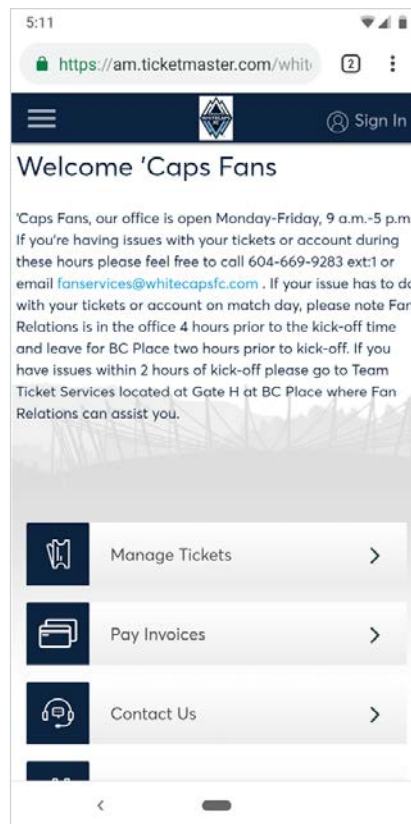 5:11
https://am.ticketmaster.com/whit
2
WHITECAPS FC
Sign In
Welcome 'Caps Fans
'Caps Fans, our office is open Monday-Friday, 9 a.m.-5 p.m
If you're having issues with your tickets or account during
these hours please feel free to call 604-669-9283 ext:1 or
email fanservices@whitecapsfc.com . If your issue has to do
with your tickets or account on match day, please note Fan
Relations is in the office 4 hours prior to the kick-off time
and leave for BC Place two hours prior to kick-off. If you
have issues within 2 hours of kick-off please go to Team
Ticket Services located at Gate H at BC Place where Fan
Relations can assist you.
Manage Tickets
Pay Invoices
Contact Us